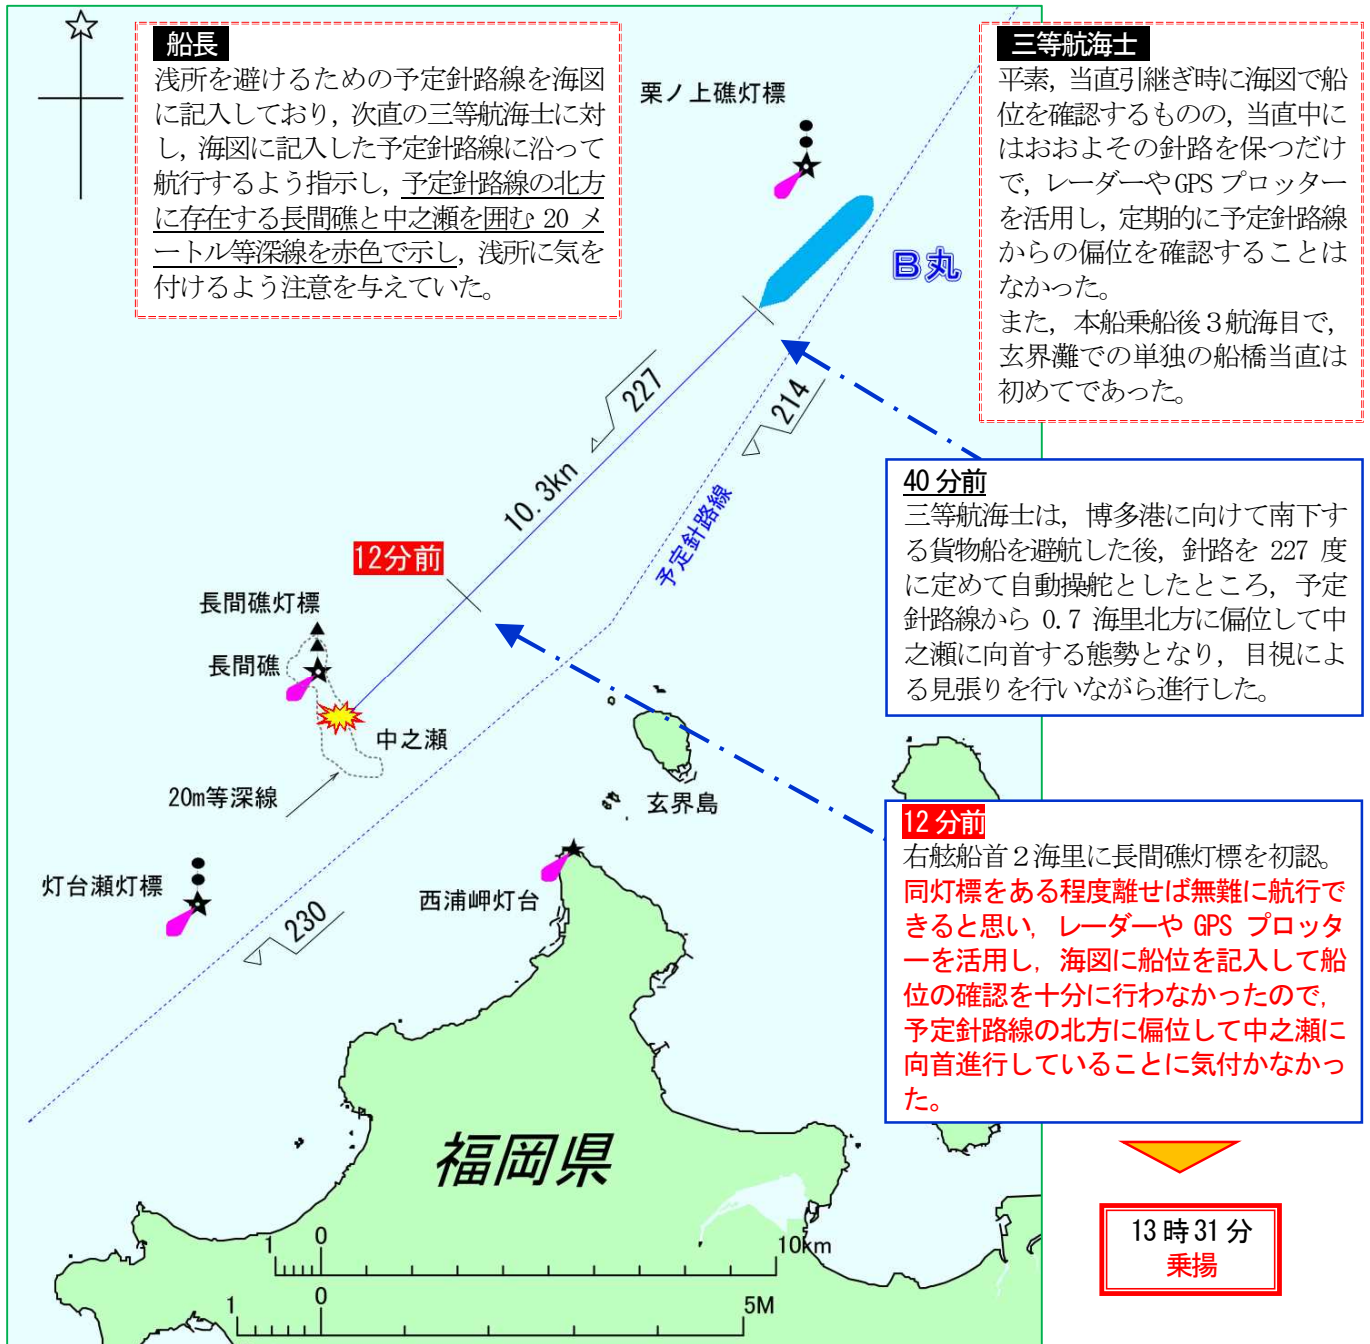 船長
浅所を避けるための予定針路線を海図
に記入しており，次直の三等航海士に対
し，海図に記入した予定針路線に沿って
航行するよう指示し，予定針路線の北方
に存在する長間礁と中之瀬を囲む 20 メ
ートル等深線を赤色で示し，浅所に気を
付けるよう注意を与えていた。
三等航海士
平素，当直引継ぎ時に海図で船
位を確認するものの，当直中に
はおおよその針路を保つだけ
で，レーダーや GPS プロッター
を活用し，定期的に予定針路線
からの偏位を確認することは
なかった。
また，本船乗船後３航海目で，
玄界灘での単独の船橋当直は
初めてであった。
栗ノ上礁灯標
Ｂ丸
227
214
10.3kn
予定針路線
40 分前
三等航海士は，博多港に向けて南下す
る貨物船を避航した後，針路を 227 度
に定めて自動操舵としたところ，予定
針路線から 0.7 海里北方に偏位して中
之瀬に向首する態勢となり，目視によ
る見張りを行いながら進行した。
12分前
長間礁灯標
長間礁
中之瀬
20m等深線
玄界島
灯台瀬灯標
西浦岬灯台
230
12 分前
右舷船首２海里に長間礁灯標を初認。
同灯標をある程度離せば無難に航行で
きると思い，レーダーや GPS プロッタ
ーを活用し，海図に船位を記入して船
位の確認を十分に行わなかったので，
予定針路線の北方に偏位して中之瀬に
向首進行していることに気付かなかっ
た。
福岡県
13 時 31 分
乗揚
1 0 10km
1 0 5M